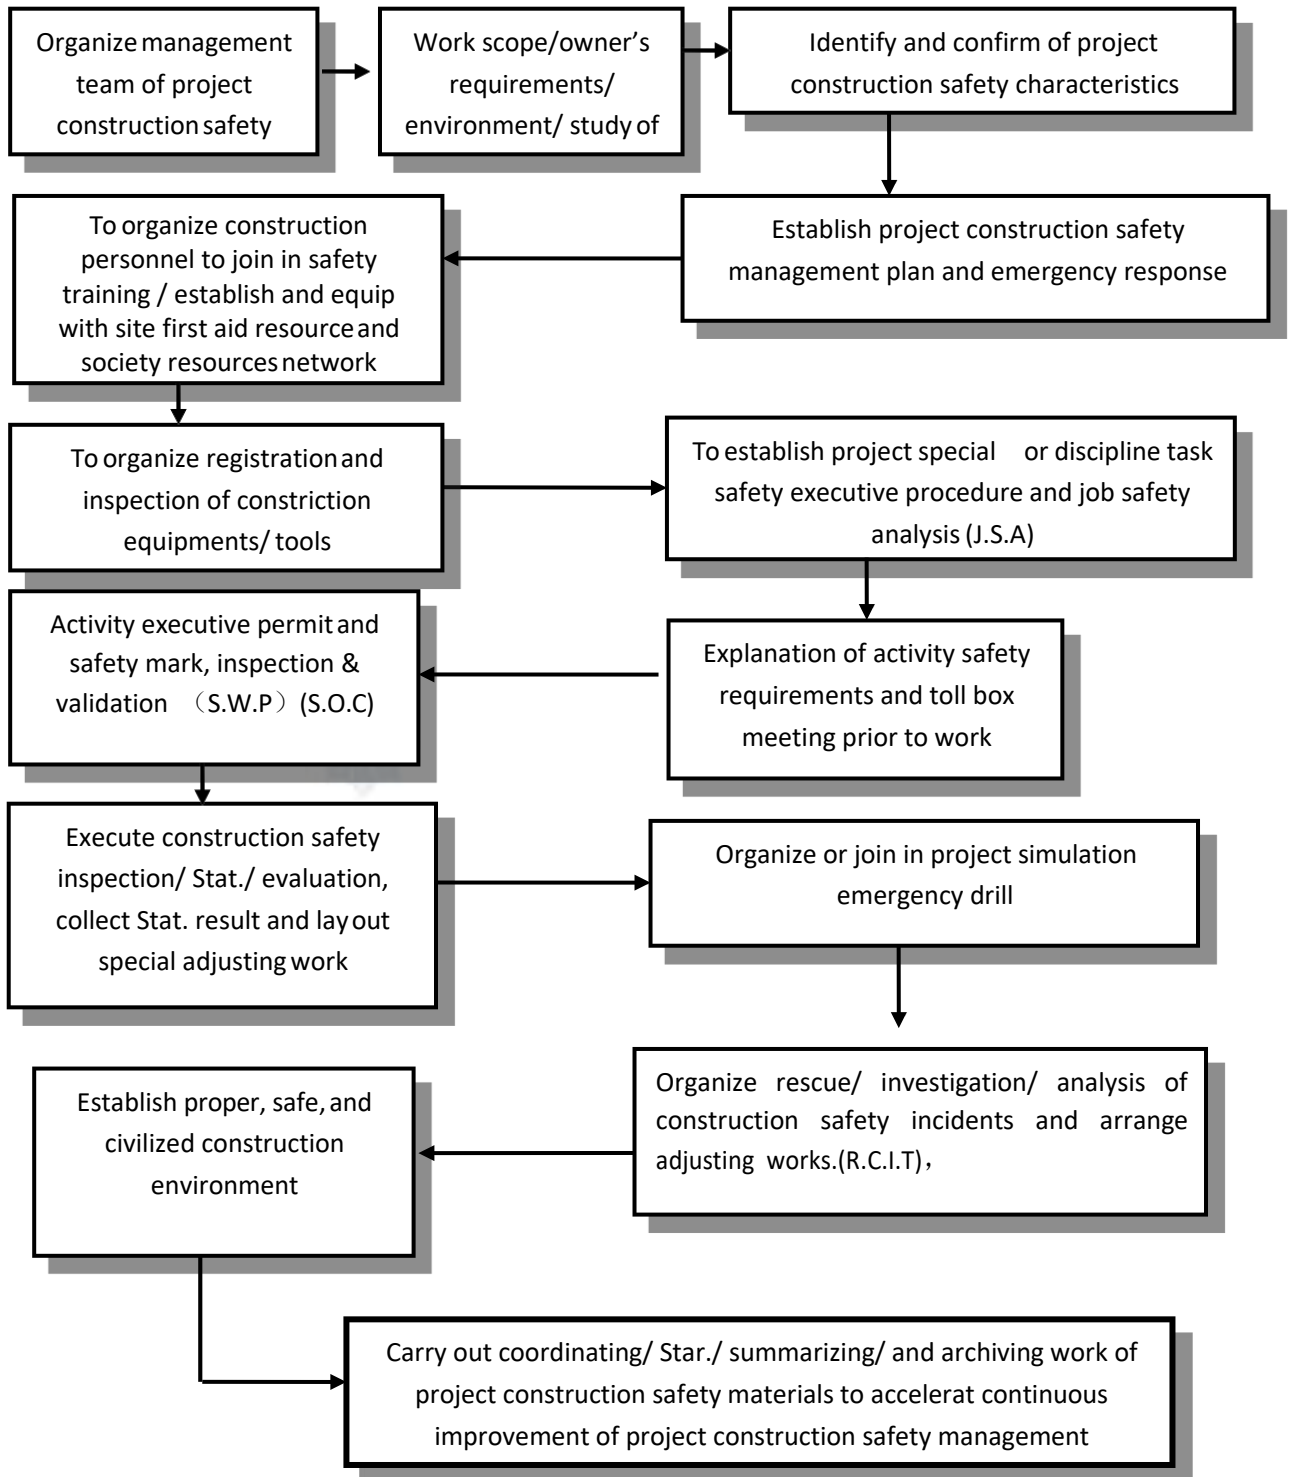 Organize management
team of project
construction safety
Work scope/owner's
requirements/
environment/ study of
Identify and confirm of project
construction safety characteristics
Establish project construction safety
management plan and emergency response
To organize construction
personnel to join in safety
training / establish and equip
with site first aid resource and
society resources network
To organize registration and
inspection of constriction
equipments/ tools
To establish project special or discipline task
safety executive procedure and job safety
analysis (J.S.A)
Explanation of activity safety
requirements and toll box
meeting prior to work
Activity executive permit and
safety mark, inspection &
validation （S.W.P）(S.O.C)
Execute construction safety
inspection/ Stat./ evaluation,
collect Stat. result and lay out
special adjusting work
Organize or join in project simulation
emergency drill
Organize rescue/ investigation/ analysis of
construction safety incidents and arrange
adjusting works.(R.C.I.T)，
Establish proper, safe, and
civilized construction
environment
Carry out coordinating/ Star./ summarizing/ and archiving work of
project construction safety materials to accelerat continuous
improvement of project construction safety management